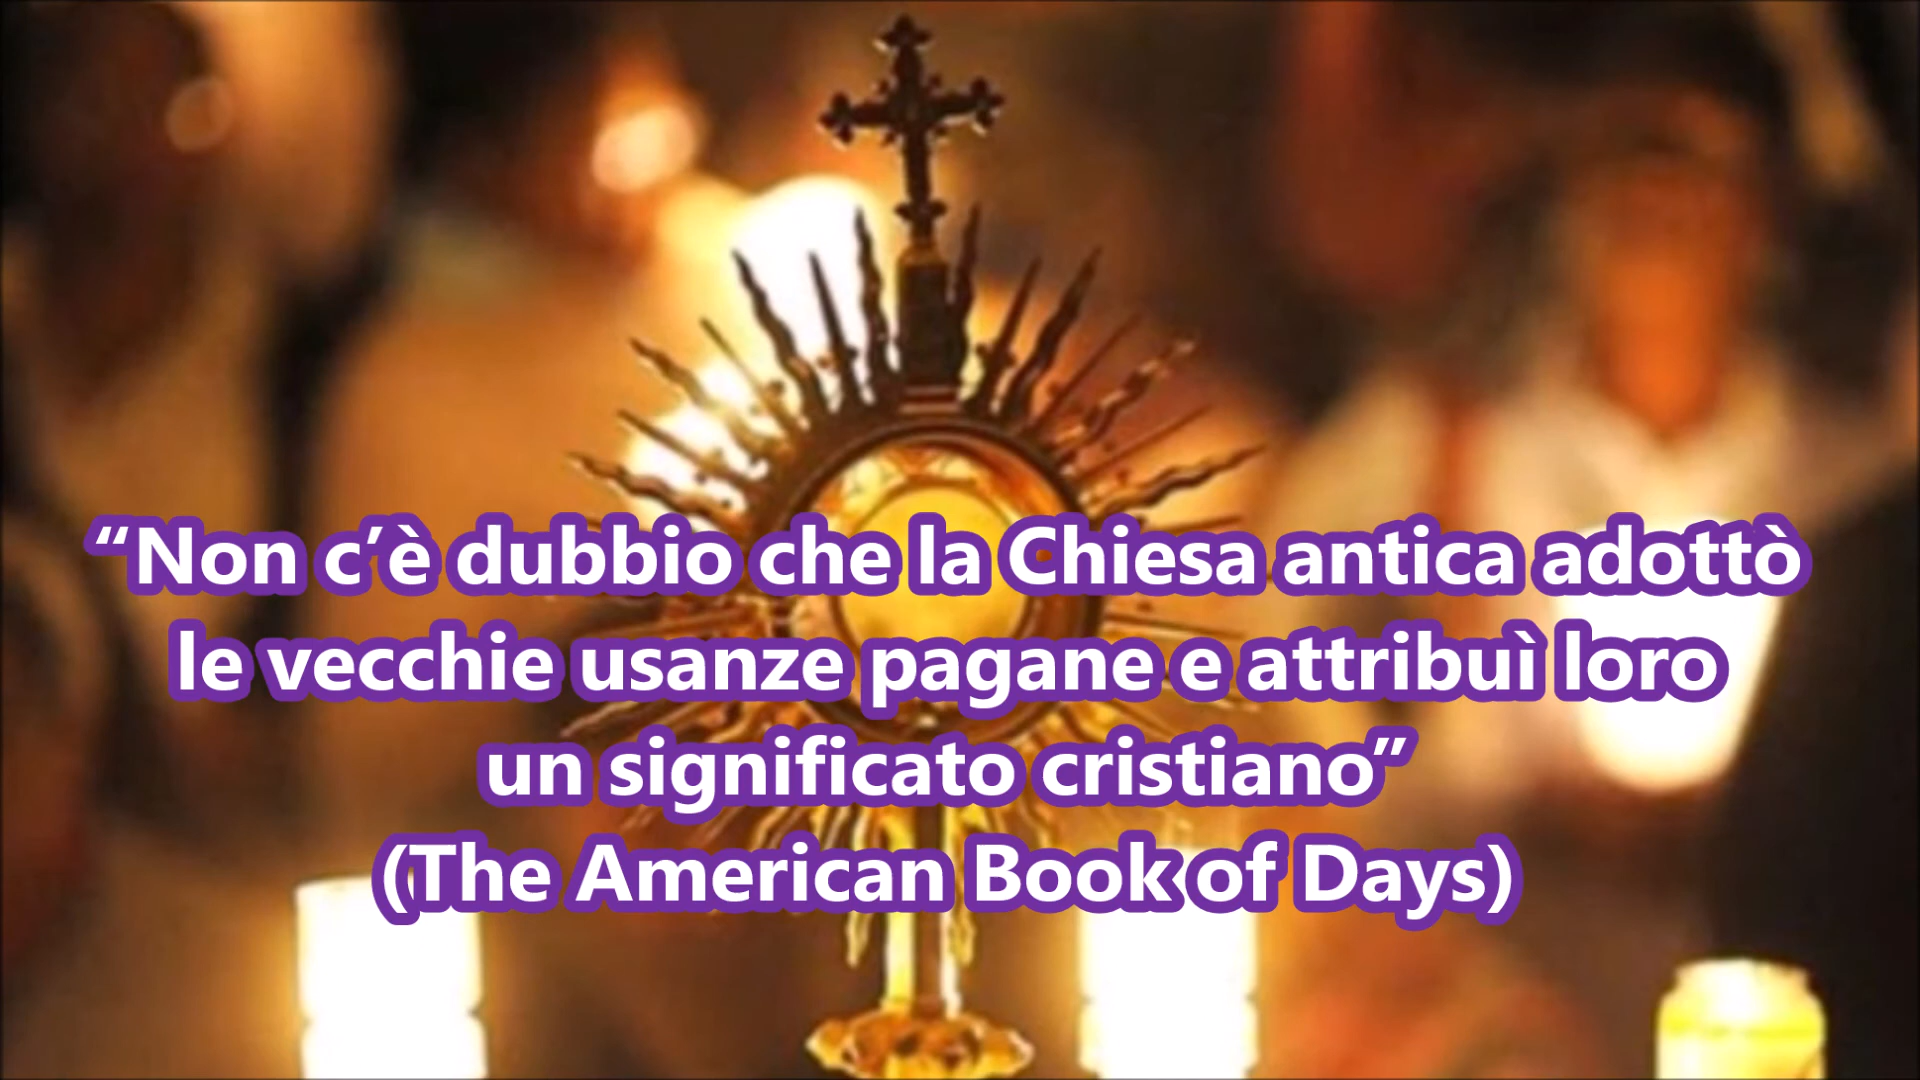 “Non c’è dubbio che la Chiesa antica adottò
le vecchie usanze pagane e attribuì loro
un significato cristiano”
(The American Book of Days)